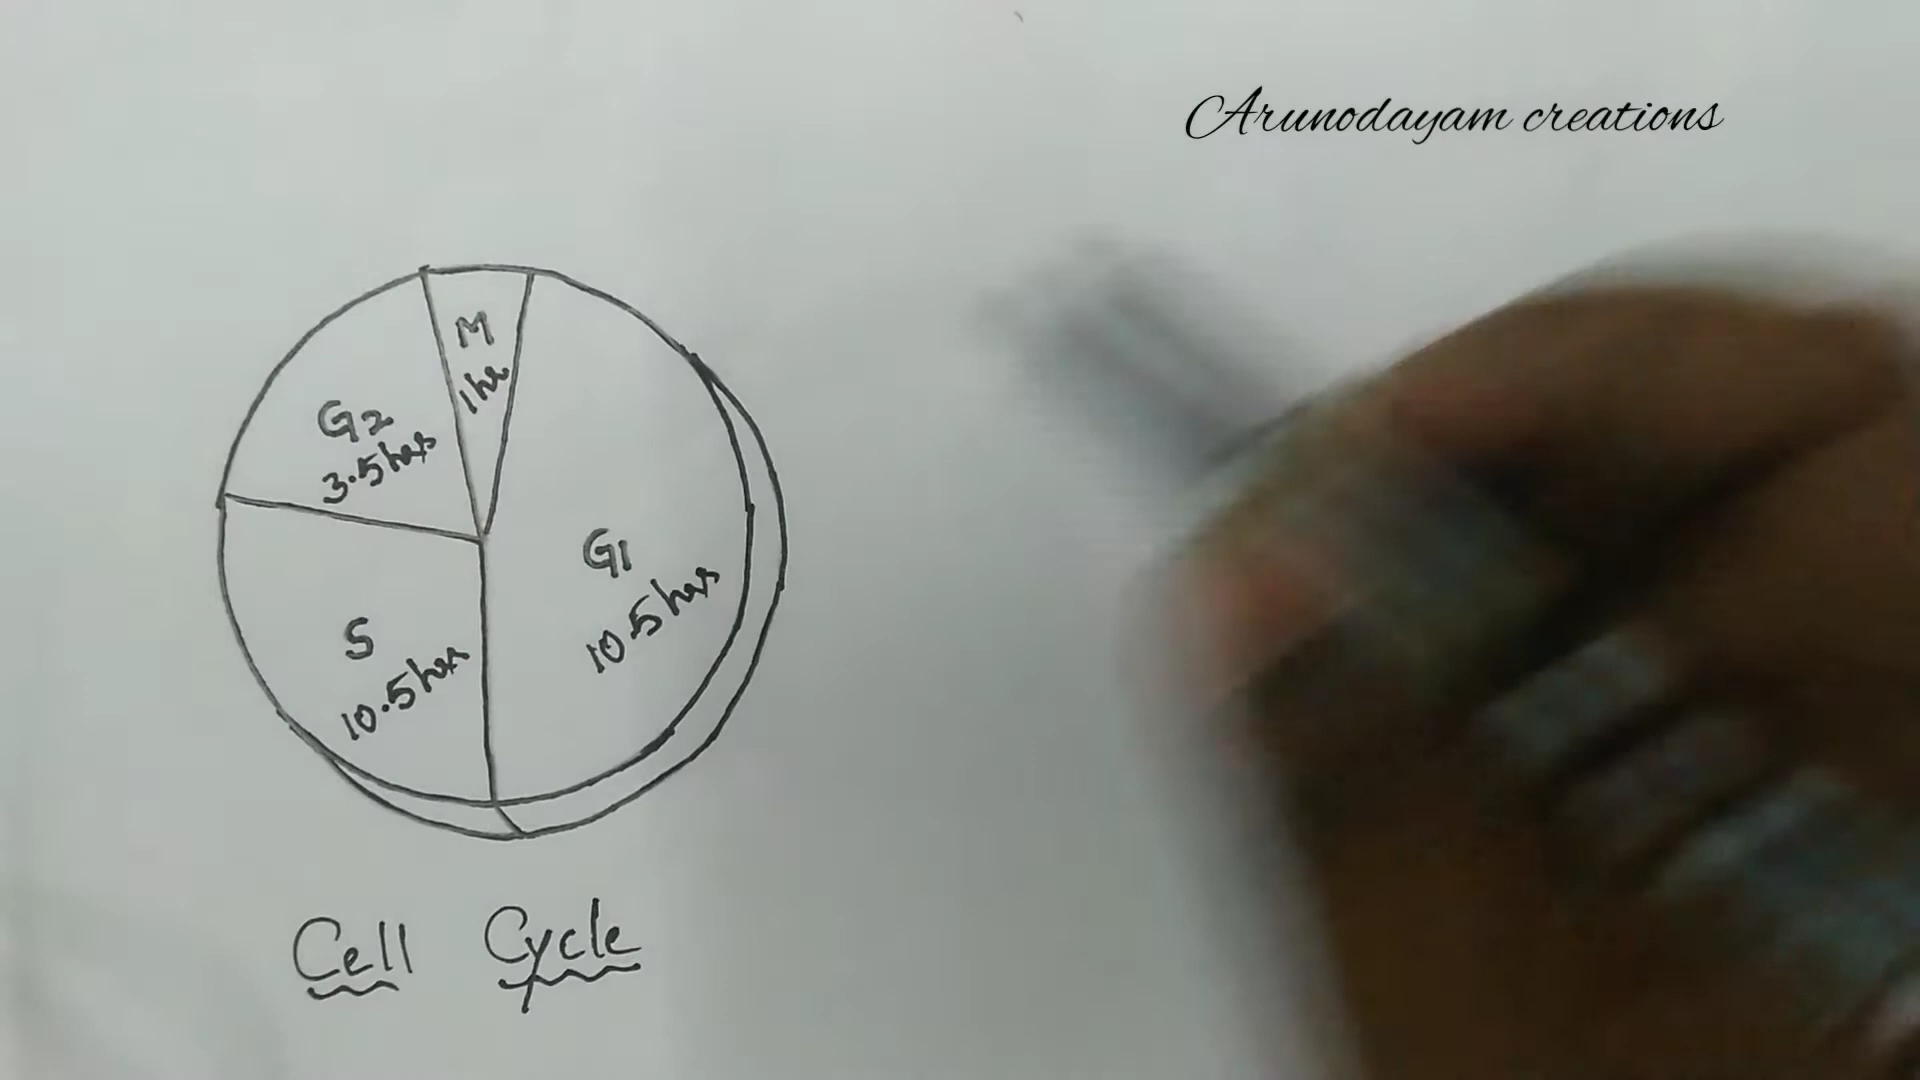 Arunodayam creations
M
1hr
G2
3.5hrs
G1
10.5hrs
S
10.5hrs
Cell Cycle